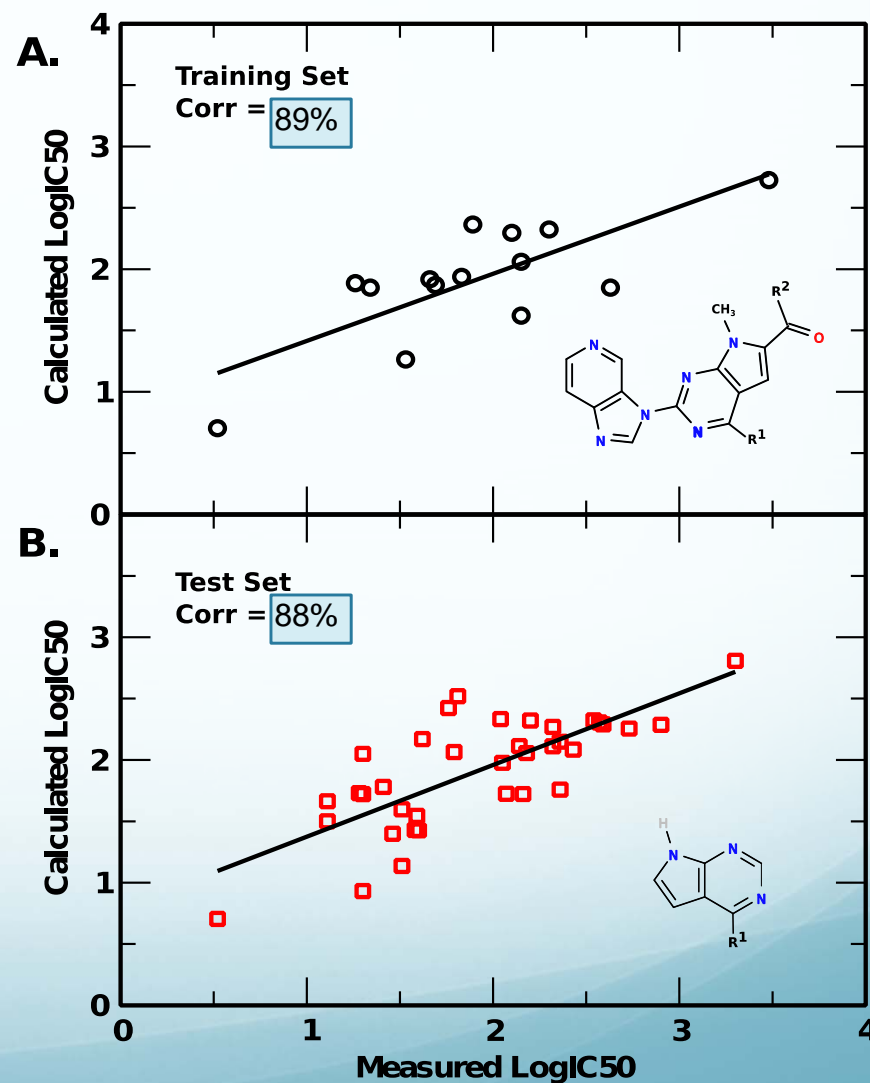 A.
Training Set
Corr = 89%
4
3
2
1
0
Calculated LogIC50
R²
CH₃
N
O
N
N
N
N
N
R¹
B.
Test Set
Corr = 88%
3
2
1
0
Calculated LogIC50
H
N
N
N
R¹
0 1 2 3 4
Measured LogIC50